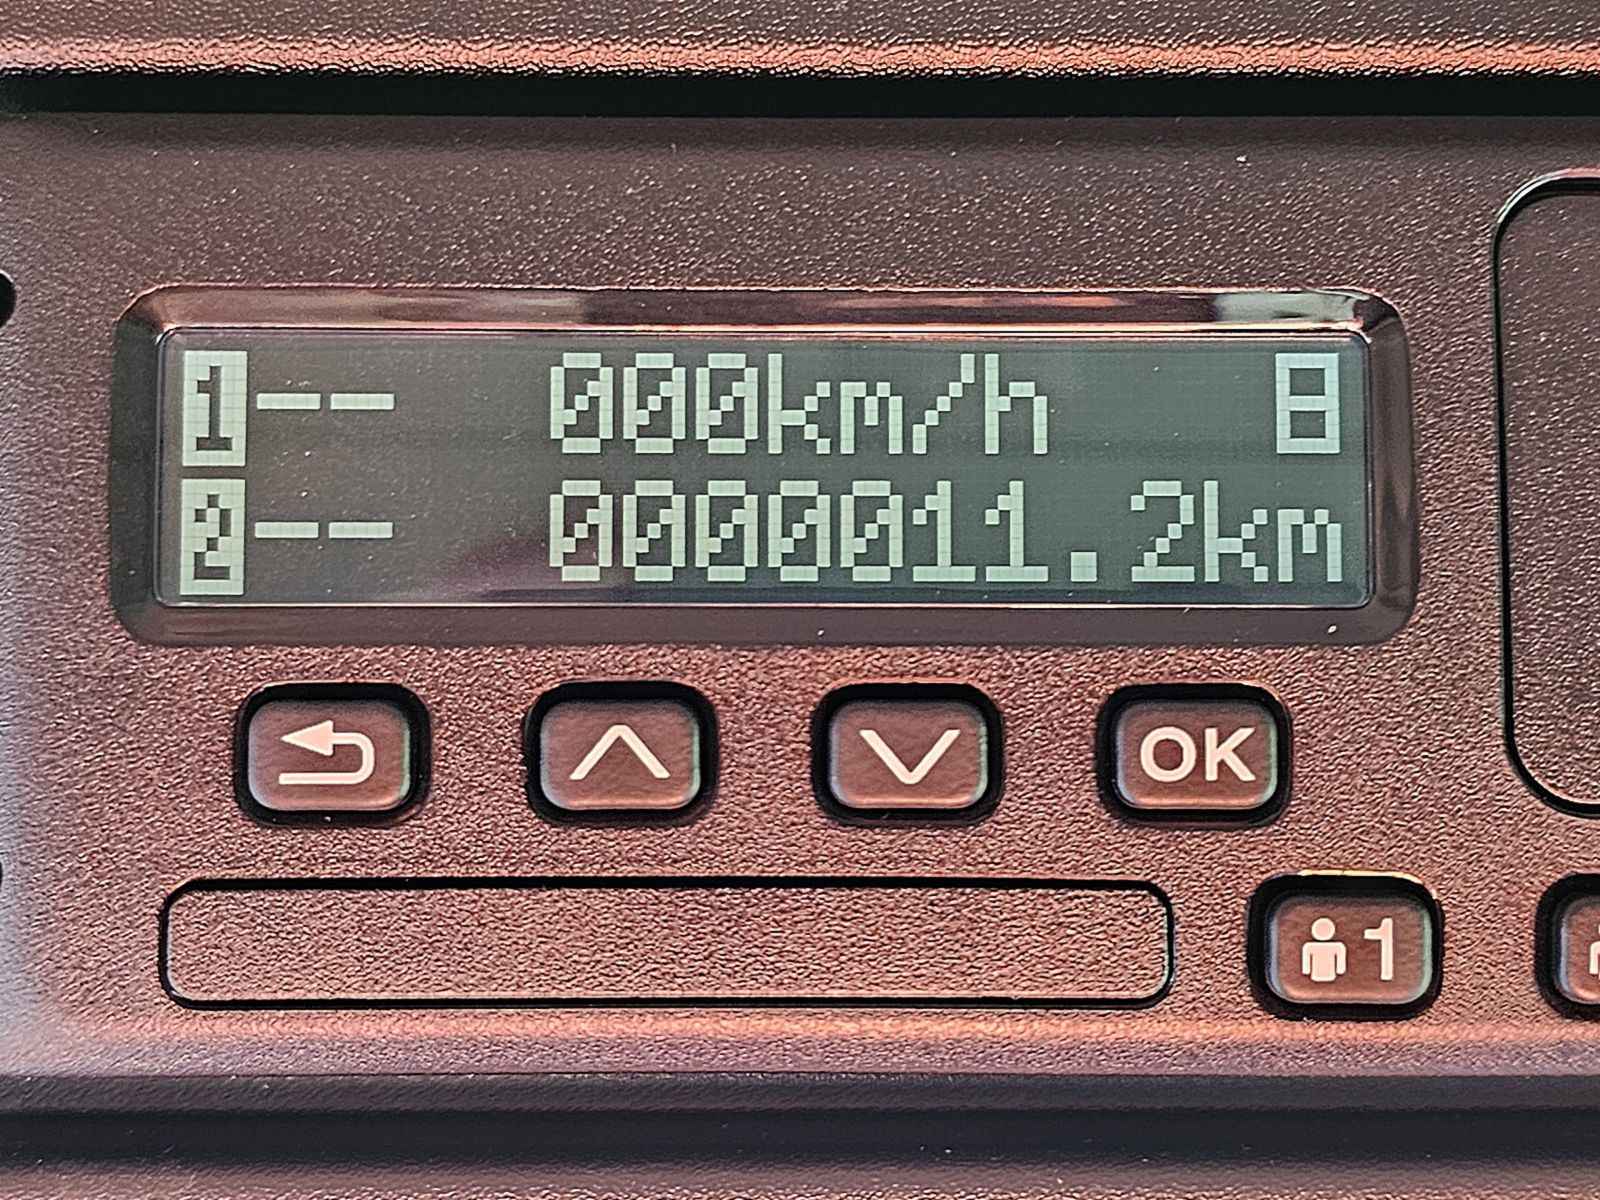 1-- 000km/h 8
2-- 0000011.2km
OK
1